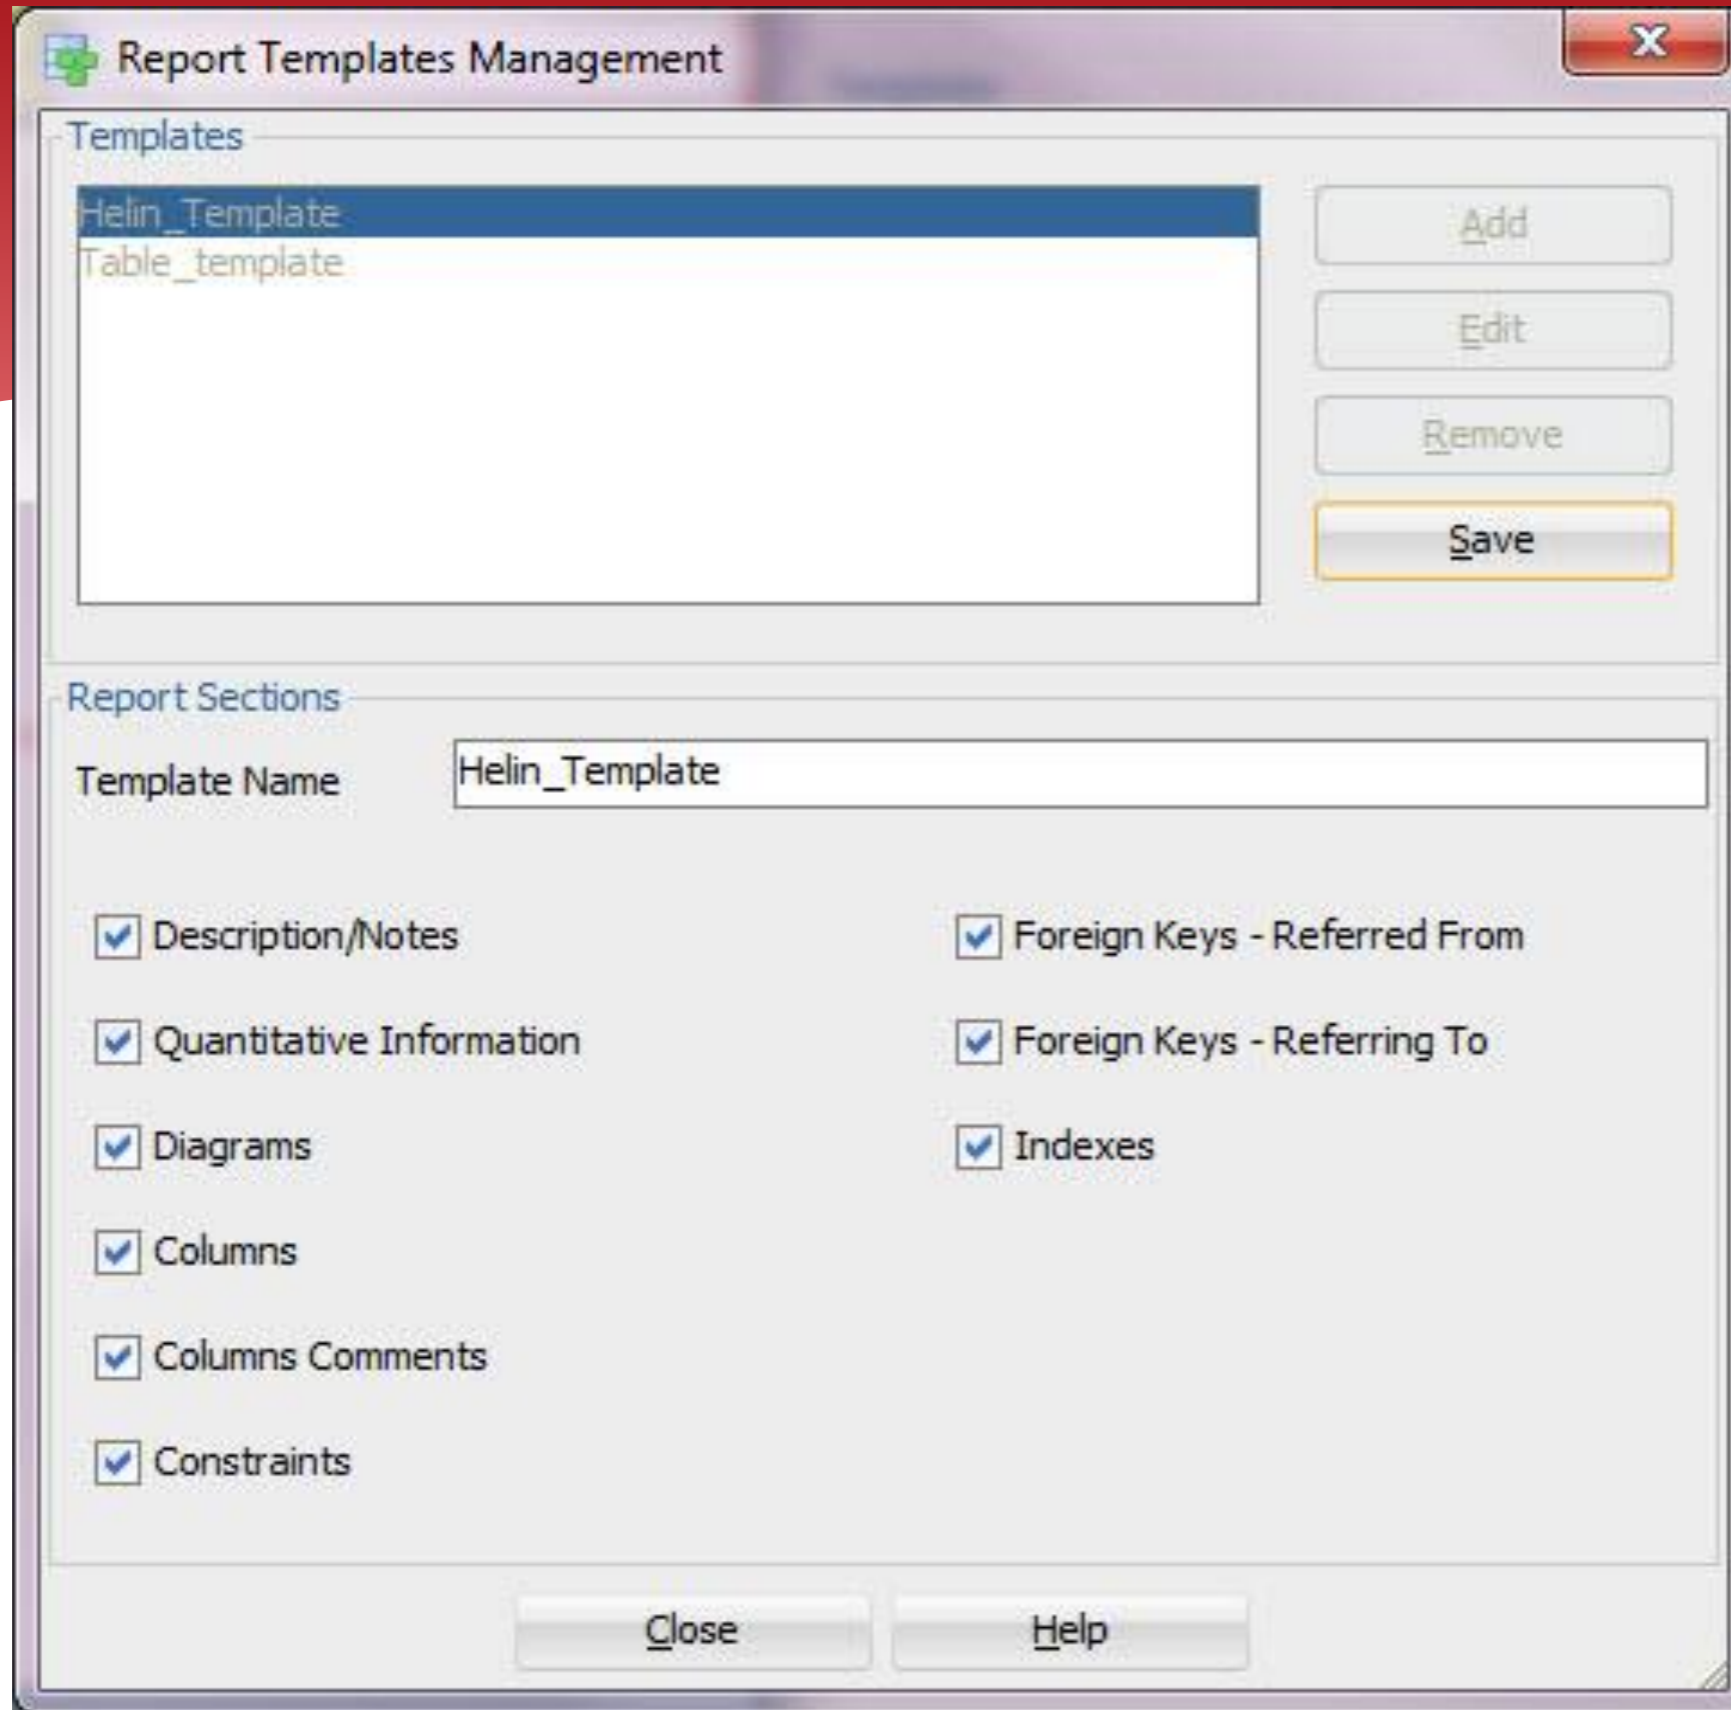 Report Templates Management
Templates
Helin_Template
Table_template
Add
Edit
Remove
Save
Report Sections
Template Name
Helin_Template
Description/Notes
Foreign Keys - Referred From
Quantitative Information
Foreign Keys - Referring To
Diagrams
Indexes
Columns
Columns Comments
Constraints
Close
Help